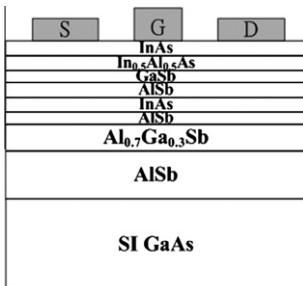 S G D
InAs
In₀.₅Al₀.₅As
GaSb
AlSb
InAs
AlSb
Al₀.₇Ga₀.₃Sb
AlSb
SI GaAs